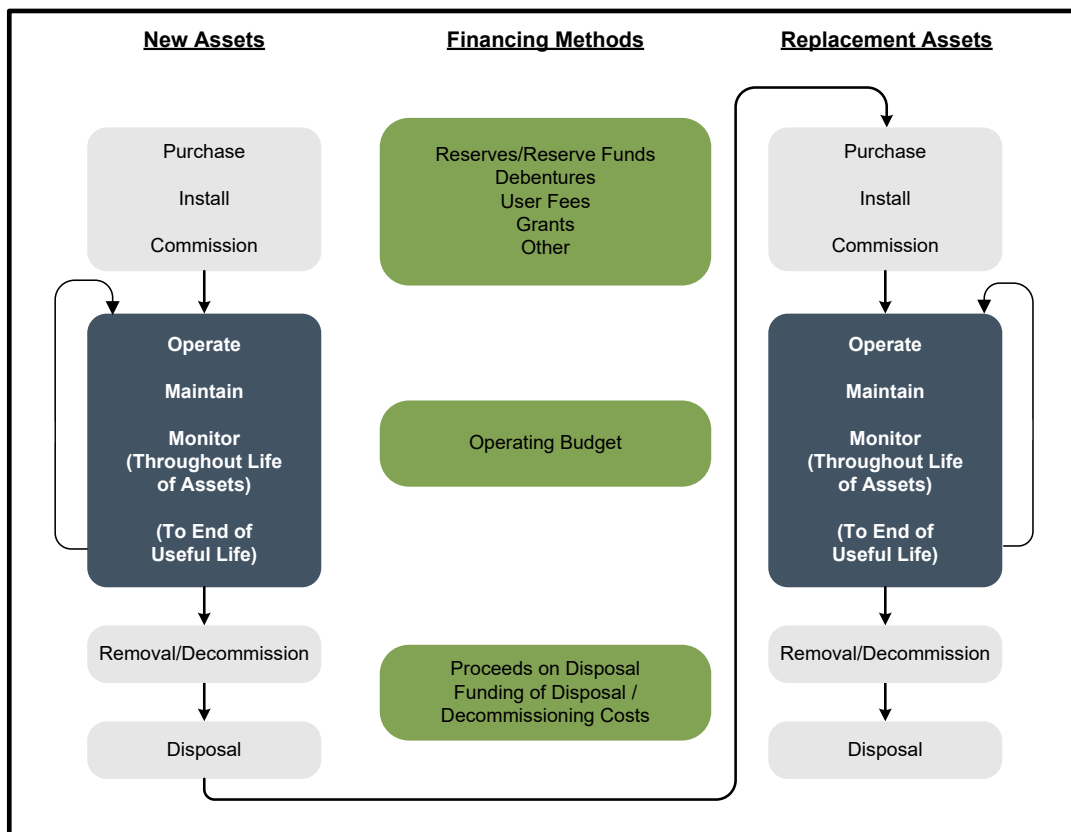 New Assets
Purchase
Install
Commission
Operate
Maintain
Monitor
(Throughout Life
of Assets)
(To End of
Useful Life)
Removal/Decommission
Disposal
Financing Methods
Reserves/Reserve Funds
Debentures
User Fees
Grants
Other
Operating Budget
Proceeds on Disposal
Funding of Disposal /
Decommissioning Costs
Replacement Assets
Purchase
Install
Commission
Operate
Maintain
Monitor
(Throughout Life
of Assets)
(To End of
Useful Life)
Removal/Decommission
Disposal